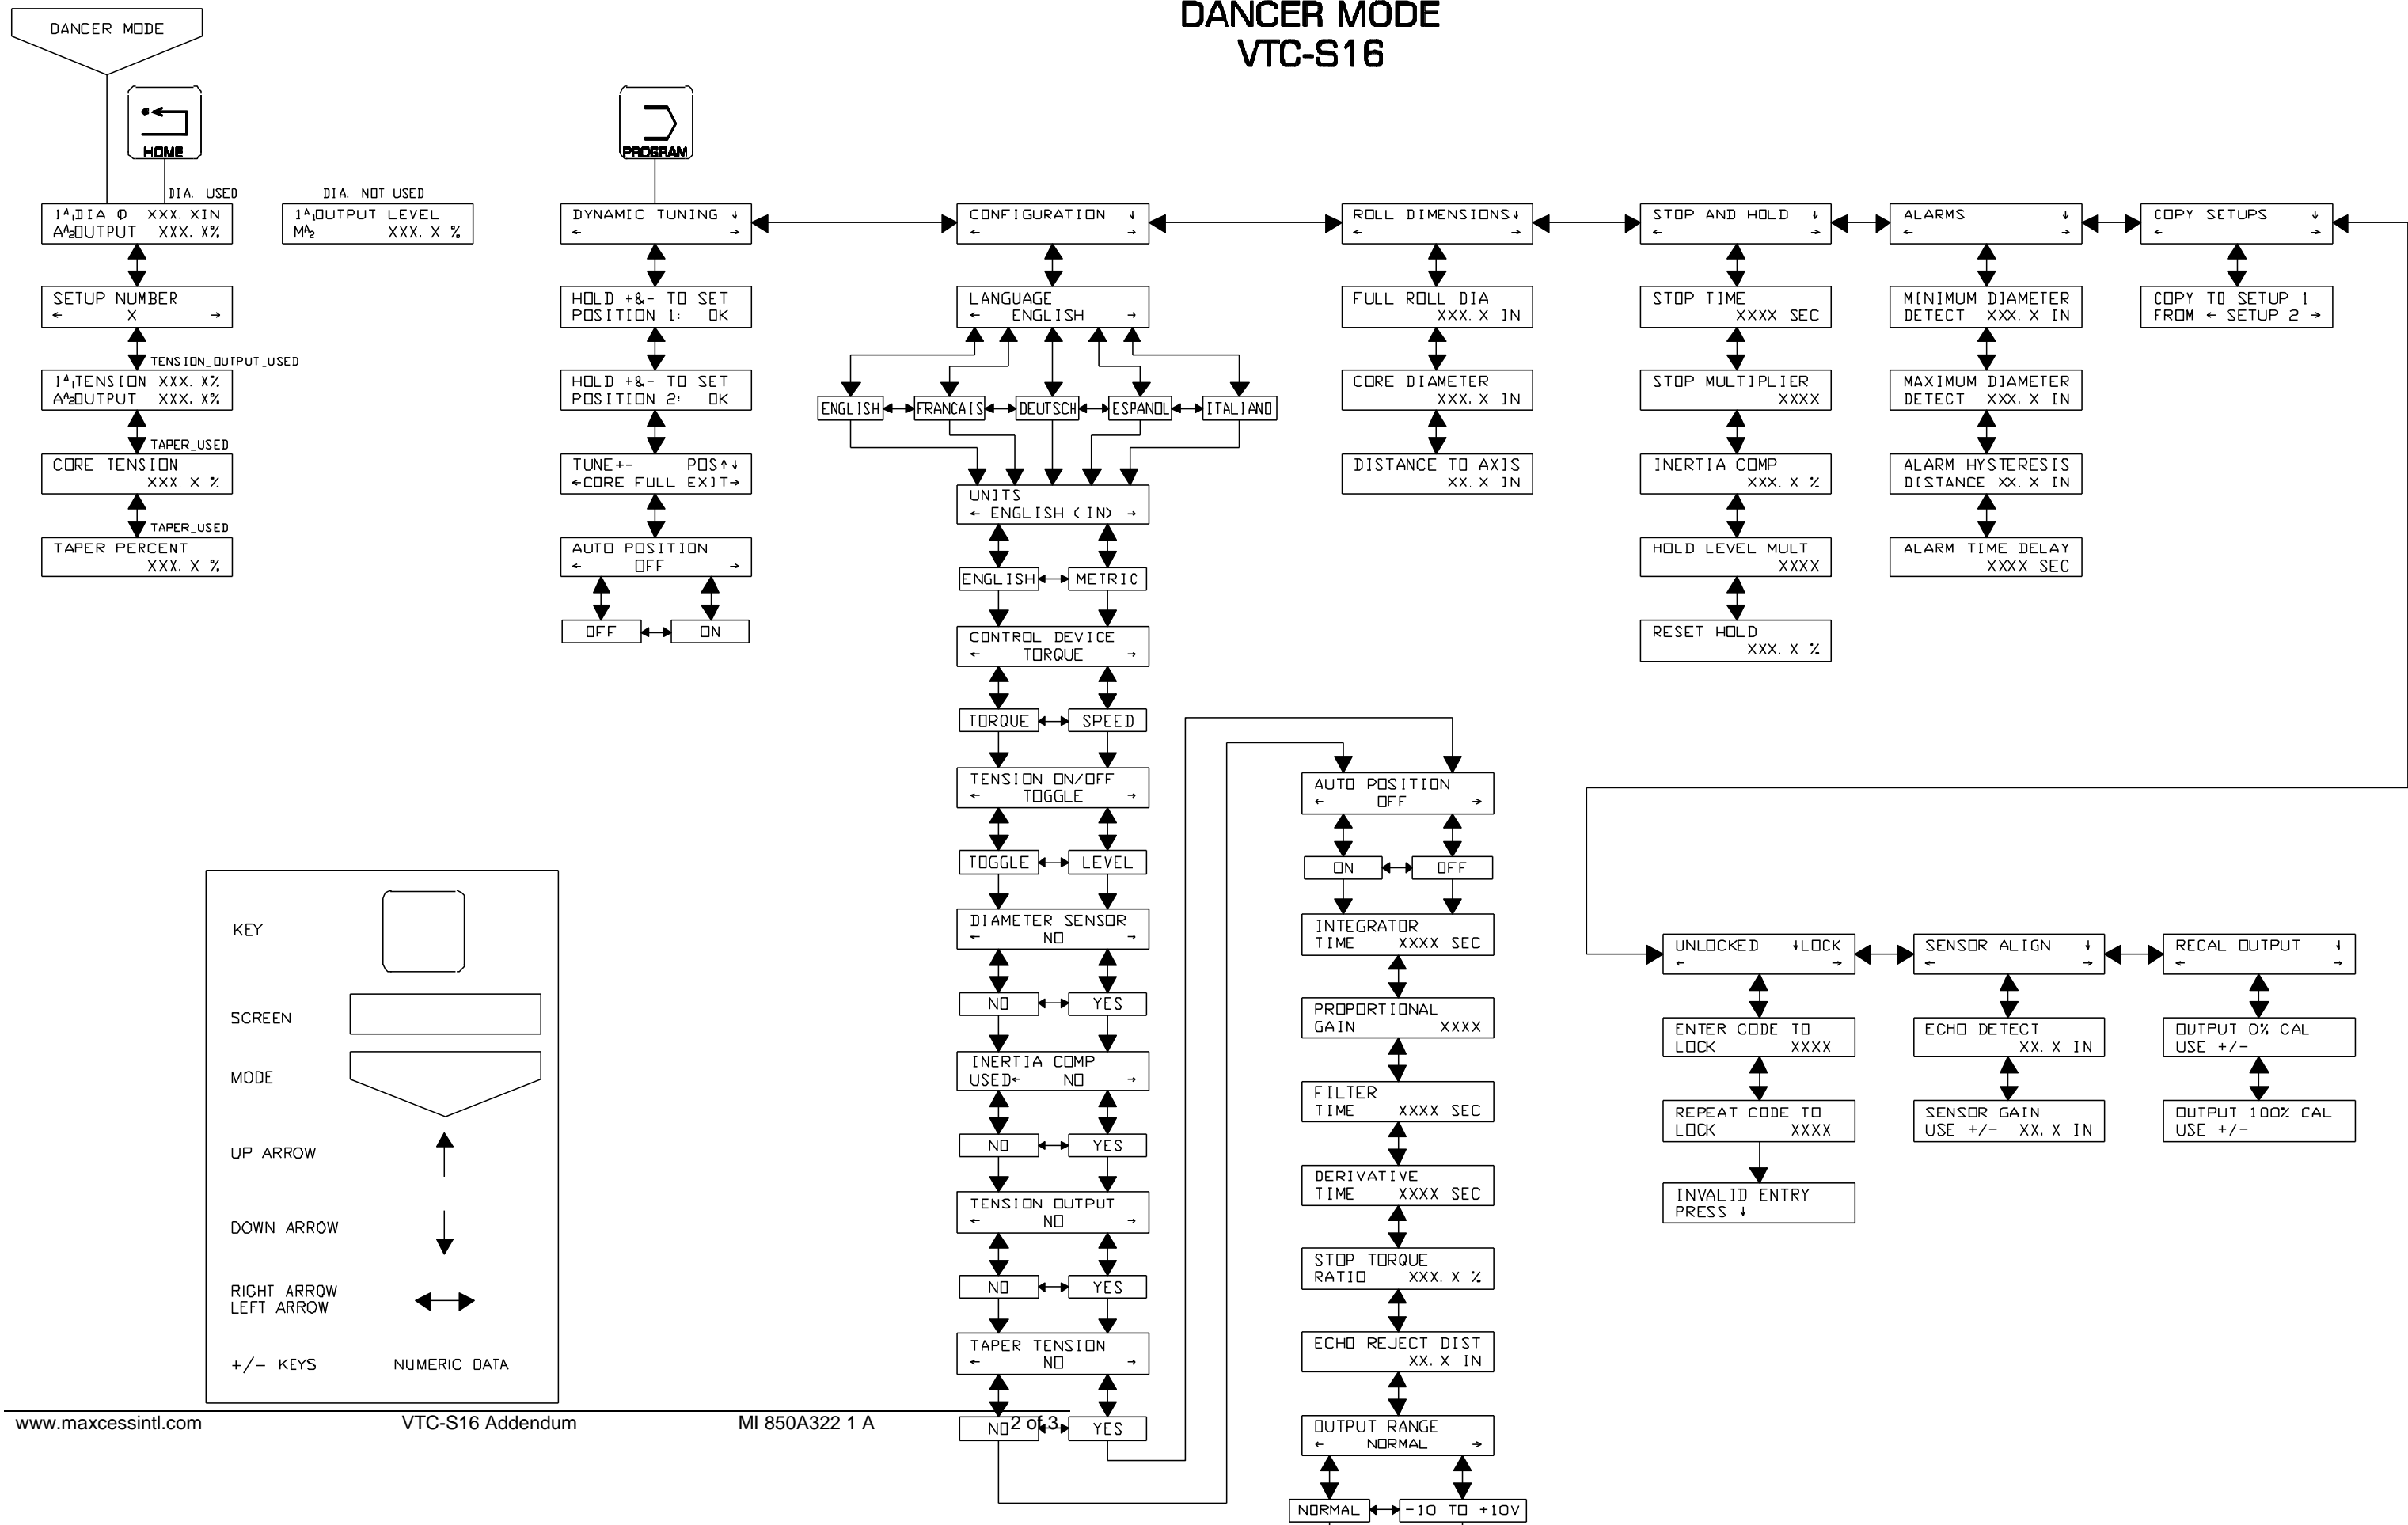 DANCER MODE
VTC-S16
DANCER MODE
HOME
PROGRAM
DIA. USED
DIA. NOT USED
1 A1 DIA Φ XXX. XIN
A A2 OUTPUT XXX. X%
1 A1 OUTPUT LEVEL
M A2 XXX. X %
SETUP NUMBER
← X →
TENSION_OUTPUT_USED
1 A1 TENSION XXX. X%
A A2 OUTPUT XXX. X%
TAPER_USED
CORE TENSION
XXX. X %
TAPER_USED
TAPER PERCENT
XXX. X %
DYNAMIC TUNING ↓
← →
HOLD +&- TO SET
POSITION 1: OK
HOLD +&- TO SET
POSITION 2: OK
TUNE+- POS↑↓
←CORE FULL EXIT→
AUTO POSITION
← OFF →
OFF
ON
CONFIGURATION ↓
← →
LANGUAGE
← ENGLISH →
ENGLISH
FRANCAIS
DEUTSCH
ESPANOL
ITALIANO
UNITS
← ENGLISH (IN) →
ENGLISH
METRIC
CONTROL DEVICE
← TORQUE →
TORQUE
SPEED
TENSION ON/OFF
← TOGGLE →
TOGGLE
LEVEL
DIAMETER SENSOR
← NO →
NO
YES
INERTIA COMP
USED← NO →
NO
YES
TENSION OUTPUT
← NO →
NO
YES
TAPER TENSION
← NO →
NO
YES
AUTO POSITION
← OFF →
ON
OFF
INTEGRATOR
TIME XXXX SEC
PROPORTIONAL
GAIN XXXX
FILTER
TIME XXXX SEC
DERIVATIVE
TIME XXXX SEC
STOP TORQUE
RATIO XXX. X %
ECHO REJECT DIST
XX. X IN
OUTPUT RANGE
← NORMAL →
NORMAL
-10 TO +10V
ROLL DIMENSIONS↓
← →
FULL ROLL DIA
XXX. X IN
CORE DIAMETER
XXX. X IN
DISTANCE TO AXIS
XX. X IN
STOP AND HOLD ↓
← →
STOP TIME
XXXX SEC
STOP MULTIPLIER
XXXX
INERTIA COMP
XXX. X %
HOLD LEVEL MULT
XXXX
RESET HOLD
XXX. X %
ALARMS ↓
← →
MINIMUM DIAMETER
DETECT XXX. X IN
MAXIMUM DIAMETER
DETECT XXX. X IN
ALARM HYSTERESIS
DISTANCE XX. X IN
ALARM TIME DELAY
XXXX SEC
COPY SETUPS ↓
← →
COPY TO SETUP 1
FROM ← SETUP 2 →
UNLOCKED ↓LOCK
← →
ENTER CODE TO
LOCK XXXX
REPEAT CODE TO
LOCK XXXX
INVALID ENTRY
PRESS ↓
SENSOR ALIGN ↓
← →
ECHO DETECT
XX. X IN
SENSOR GAIN
USE +/- XX. X IN
RECAL OUTPUT ↓
← →
OUTPUT 0% CAL
USE +/-
OUTPUT 100% CAL
USE +/-
KEY
SCREEN
MODE
UP ARROW
DOWN ARROW
RIGHT ARROW
LEFT ARROW
+/- KEYS NUMERIC DATA
www.maxcessintl.com VTC-S16 Addendum MI 850A322 1 A 2 of 3